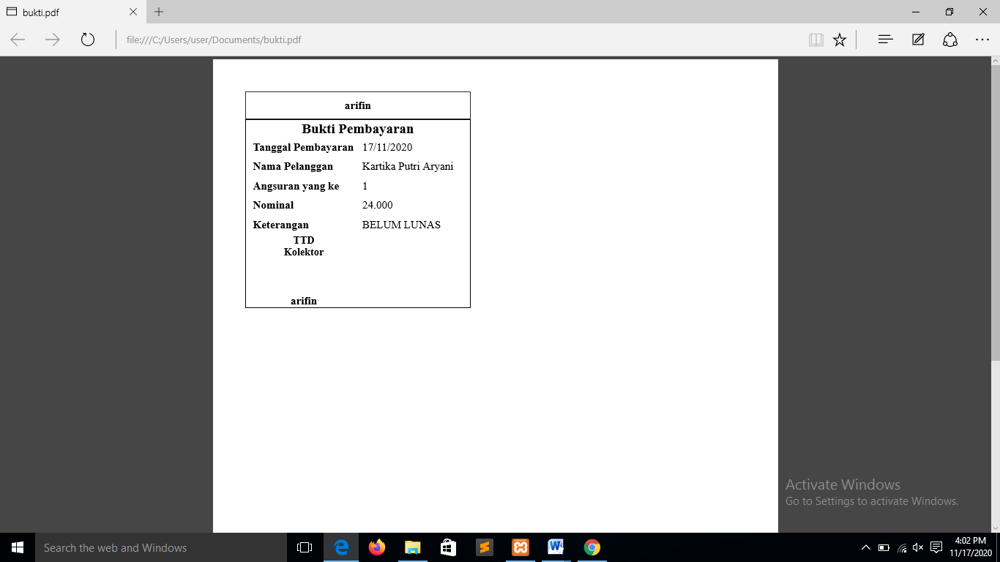 bukti.pdf
file:///C:/Users/user/Documents/bukti.pdf
arifin
Bukti Pembayaran
Tanggal Pembayaran 17/11/2020
Nama Pelanggan Kartika Putri Aryani
Angsuran yang ke 1
Nominal 24.000
Keterangan BELUM LUNAS
TTD
Kolektor
arifin
Activate Windows
Go to Settings to activate Windows.
Search the web and Windows
4:02 PM
11/17/2020